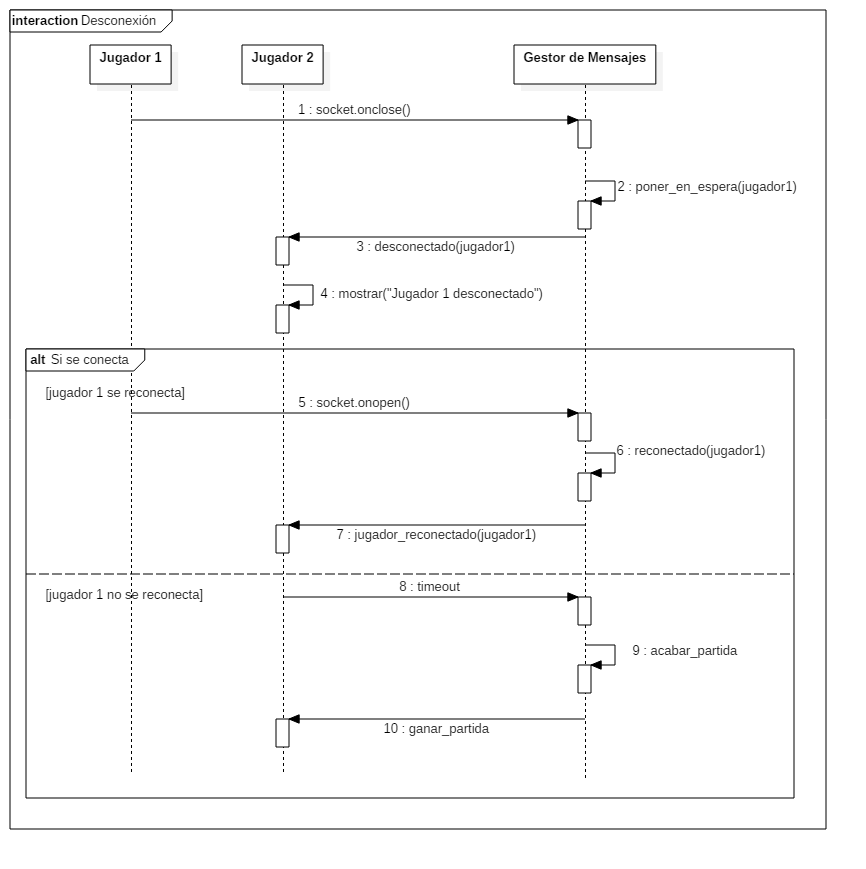 interaction Desconexión
Jugador 1
Jugador 2
Gestor de Mensajes
1 : socket.onclose()
2 : poner_en_espera(jugador1)
3 : desconectado(jugador1)
4 : mostrar("Jugador 1 desconectado")
alt Si se conecta
[jugador 1 se reconecta]
5 : socket.onopen()
6 : reconectado(jugador1)
7 : jugador_reconectado(jugador1)
[jugador 1 no se reconecta]
8 : timeout
9 : acabar_partida
10 : ganar_partida